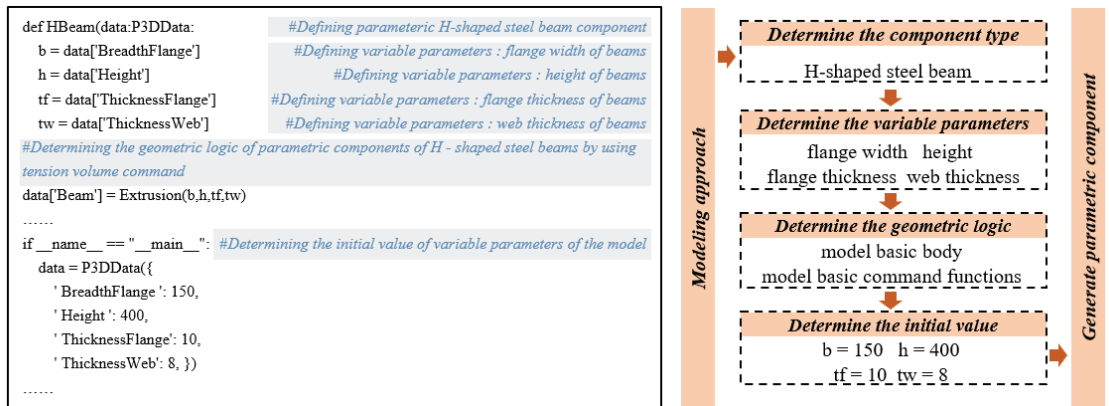 def HBeam(data:P3DData: #Defining parameteric H-shaped steel beam component
b = data['BreadthFlange'] #Defining variable parameters : flange width of beams
h = data['Height'] #Defining variable parameters : height of beams
tf = data['ThicknessFlange'] #Defining variable parameters : flange thickness of beams
tw = data['ThicknessWeb'] #Defining variable parameters : web thickness of beams
#Determining the geometric logic of parametric components of H - shaped steel beams by using
tension volume command
data['Beam'] = Extrusion(b,h,tf,tw)
……
if __name__ == "__main__": #Determining the initial value of variable parameters of the model
data = P3DData({
' BreadthFlange ': 150,
' Height ': 400,
' ThicknessFlange': 10,
' ThicknessWeb': 8, })
……
Modeling approach
Determine the component type
H-shaped steel beam
Determine the variable parameters
flange width height
flange thickness web thickness
Determine the geometric logic
model basic body
model basic command functions
Determine the initial value
b = 150 h = 400
tf = 10 tw = 8
Generate parametric component